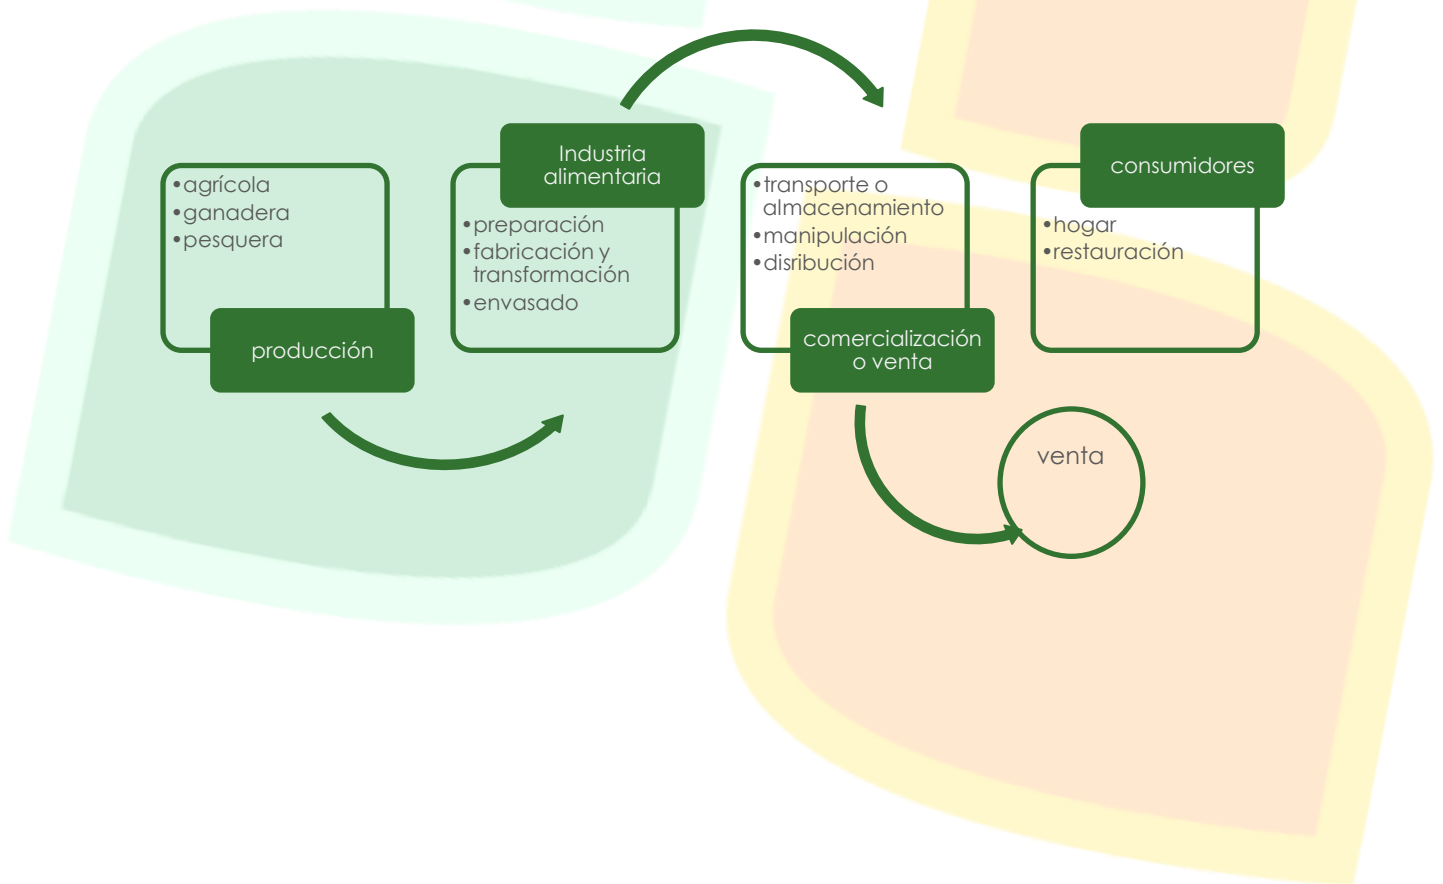 •agrícola
•ganadera
•pesquera
producción
Industria
alimentaria
•preparación
•fabricación y
transformación
•envasado
•transporte o
almacenamiento
•manipulación
•disribución
comercialización
o venta
consumidores
•hogar
•restauración
venta